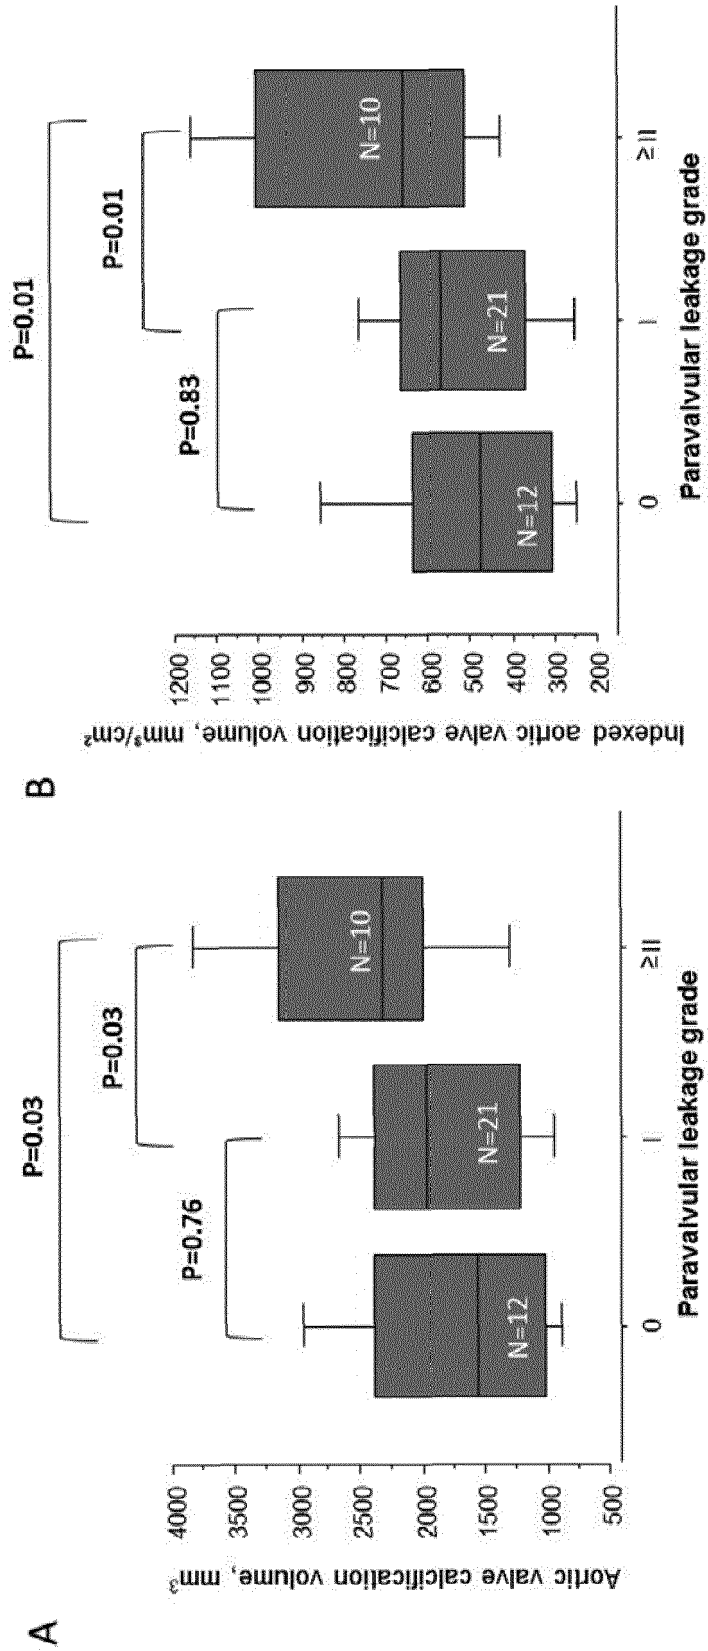 A
P=0.03
P=0.03
P=0.76
4000
3500
3000
2500
2000
1500
1000
500
Aortic valve calcification volume, mm³
N=12
N=21
N=10
0
I
≥II
Paravalvular leakage grade
B
P=0.01
P=0.01
P=0.83
1200
1100
1000
900
800
700
600
500
400
300
200
Indexed aortic valve calcification volume, mm³/cm²
N=12
N=21
N=10
0
I
≥II
Paravalvular leakage grade